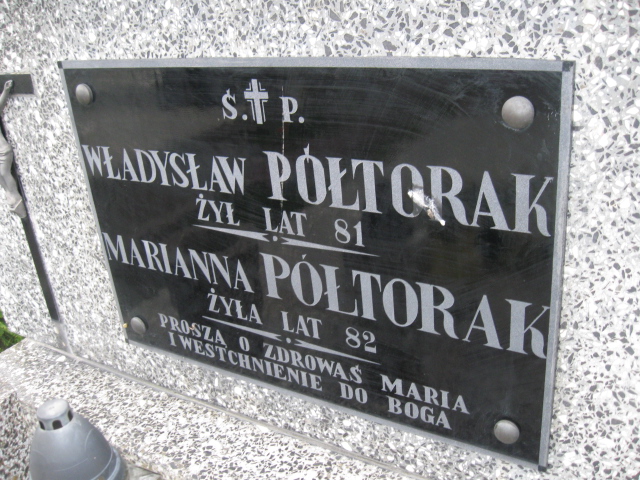 Ś.✝P.
WŁADYSŁAW PÓŁTORAK
ŻYŁ LAT 81
MARIANNA PÓŁTORAK
ŻYŁA LAT 82
PROSZĄ O ZDROWAŚ MARIA
I WESTCHNIENIE DO BOGA